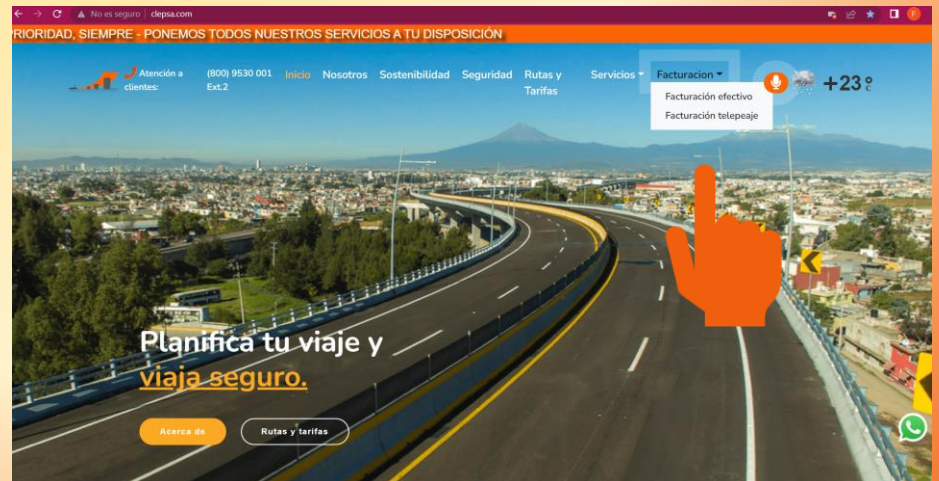 No es seguro | clepsa.com
PRIORIDAD, SIEMPRE - PONEMOS TODOS NUESTROS SERVICIOS A TU DISPOSICIÓN
Atención a clientes:
(800) 9530 001 Ext.2
Inicio
Nosotros
Sostenibilidad
Seguridad
Rutas y Tarifas
Servicios
Facturacion
+23 °C
Facturación efectivo
Facturación telepeaje
Planifica tu viaje y
viaja seguro.
Acerca de
Rutas y tarifas